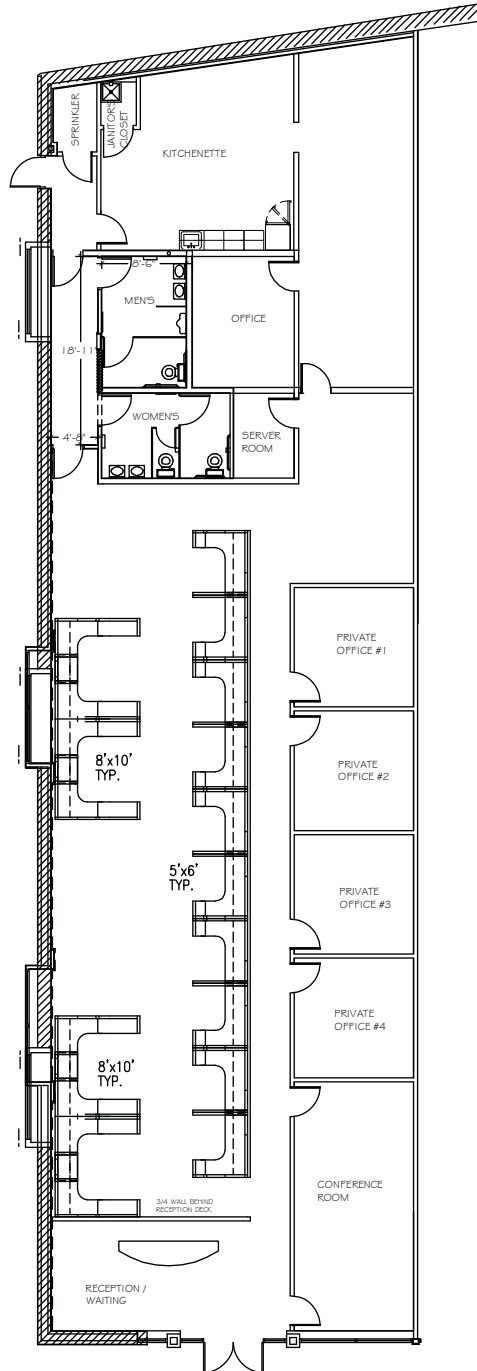 SPRINKLER
JANITOR'S
CLOSET
KITCHENETTE
8'-6"
MEN'S
OFFICE
18'-11"
WOMEN'S
4'-8"
SERVER
ROOM
PRIVATE
OFFICE #1
8'x10'
TYP.
PRIVATE
OFFICE #2
5'x6'
TYP.
PRIVATE
OFFICE #3
PRIVATE
OFFICE #4
8'x10'
TYP.
CONFERENCE
ROOM
3/4 WALL BEHIND
RECEPTION DECK
RECEPTION /
WAITING